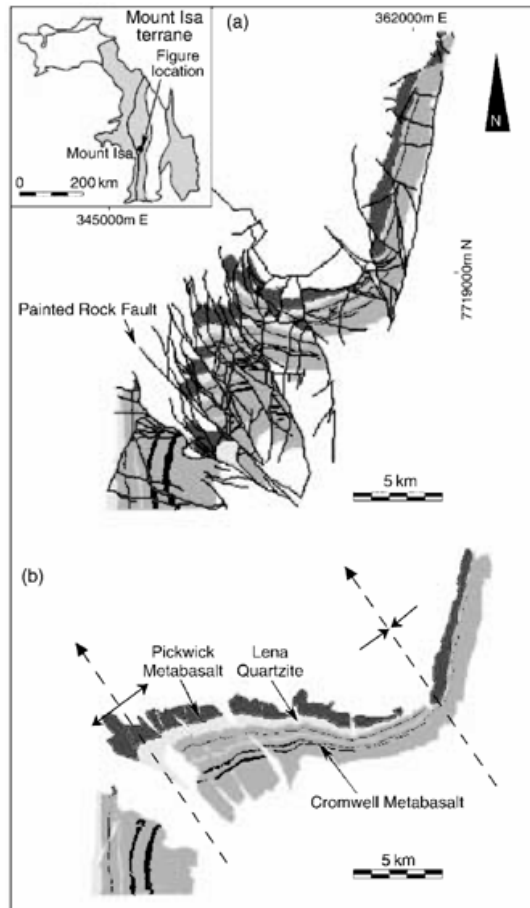 Mount Isa
terrane
Figure
location
Mount Isa
0 200 km
(a)
362000m E
N
345000m E
7719000m N
Painted Rock Fault
5 km
(b)
Pickwick
Metabasalt
Lena
Quartzite
Cromwell Metabasalt
5 km